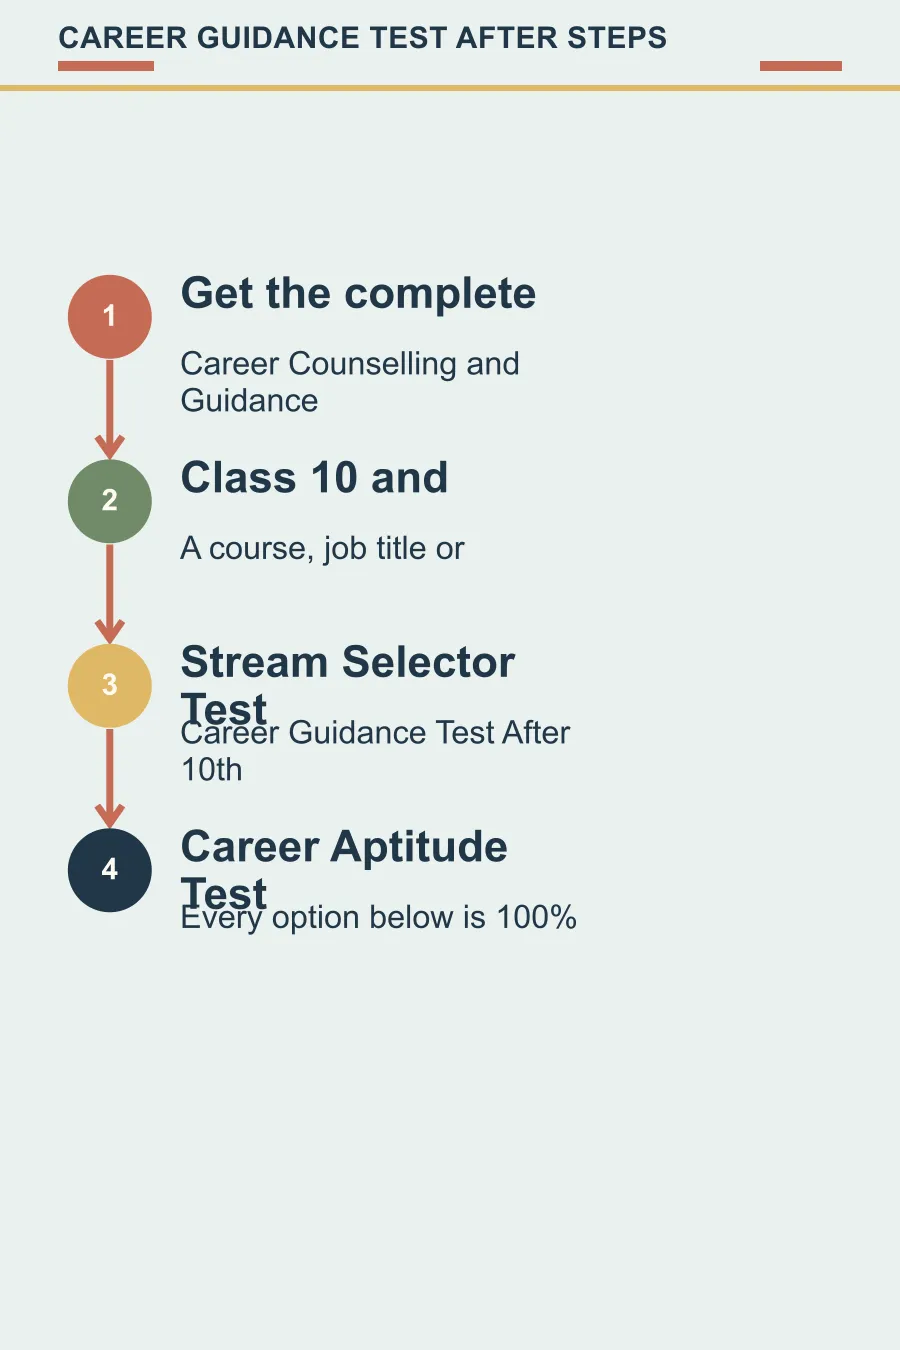 CAREER GUIDANCE TEST AFTER STEPS
1
Get the complete
Career Counselling and
Guidance
2
Class 10 and
A course, job title or
3
Stream Selector
Test
Career Guidance Test After
10th
4
Career Aptitude
Test
Every option below is 100%